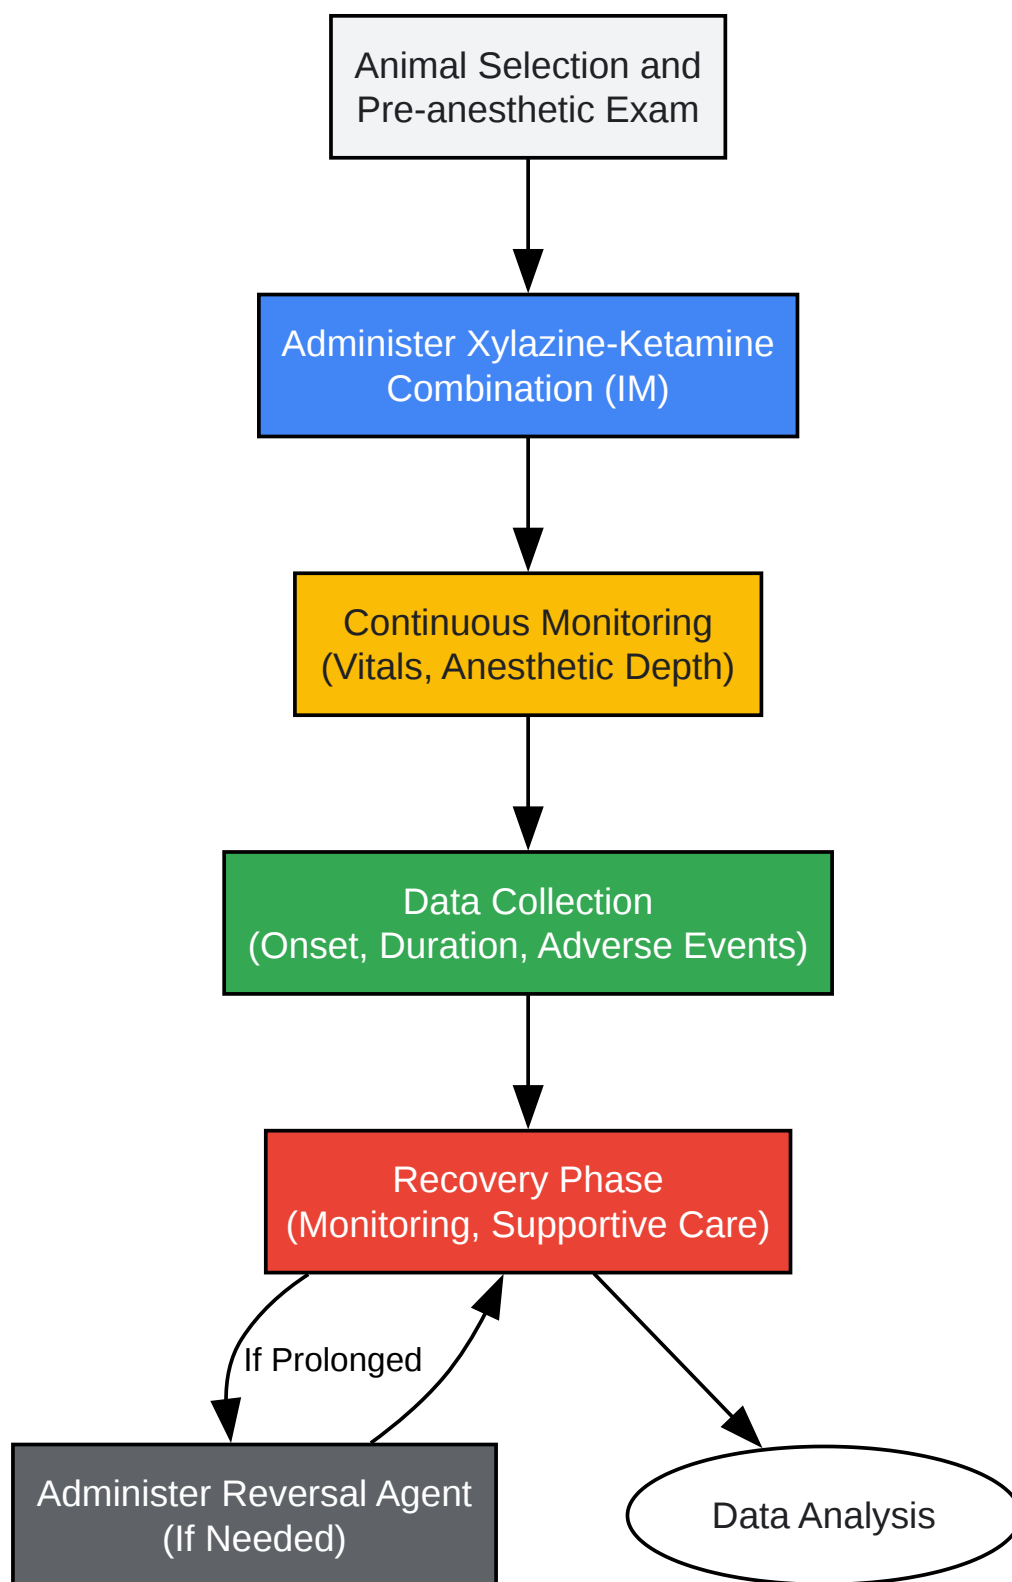 Animal Selection and
Pre-anesthetic Exam
Administer Xylazine-Ketamine
Combination (IM)
Continuous Monitoring
(Vitals, Anesthetic Depth)
Data Collection
(Onset, Duration, Adverse Events)
Recovery Phase
(Monitoring, Supportive Care)
If Prolonged
Administer Reversal Agent
(If Needed)
Data Analysis